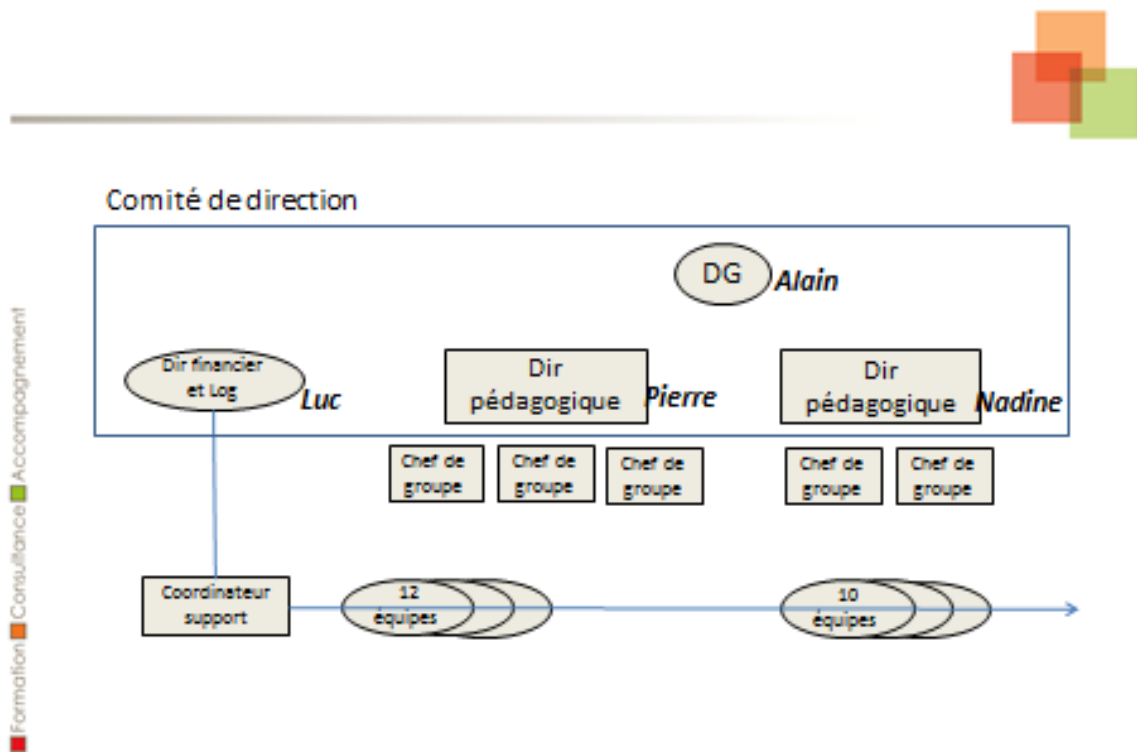 Comité de direction
DG
Alain
Dir financier
et Log
Luc
Dir
pédagogique
Pierre
Dir
pédagogique
Nadine
Chef de
groupe
Chef de
groupe
Chef de
groupe
Chef de
groupe
Chef de
groupe
Coordinateur
support
12
équipes
10
équipes
Formation Consultance Accompagnement